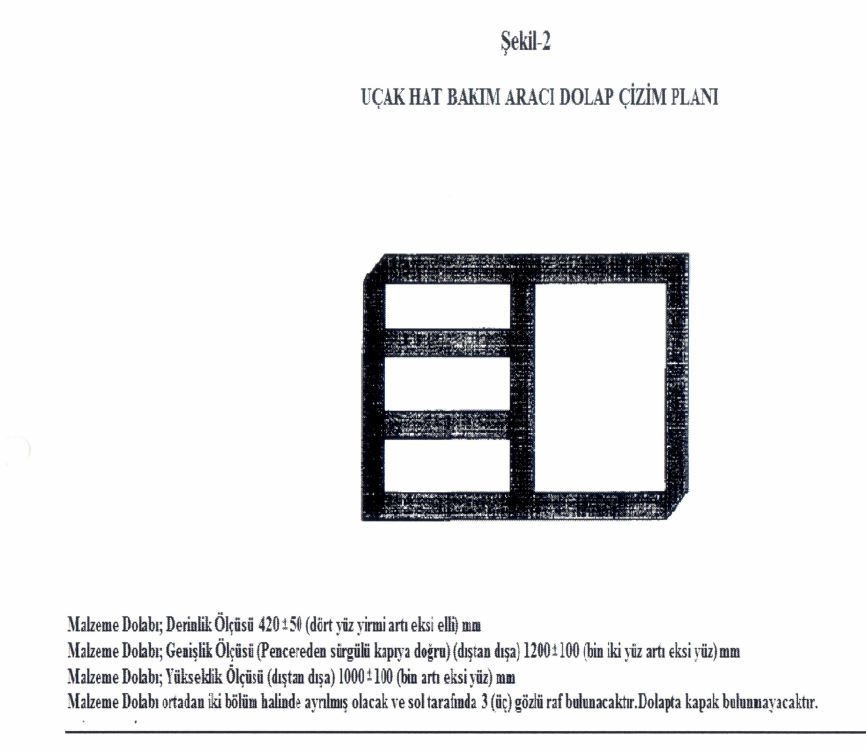 Şekil-2
UÇAK HAT BAKIM ARACI DOLAP ÇİZİM PLANI
Malzeme Dolabı; Derinlik Ölçüsü 420±50 (dört yüz yirmi artı eksi elli) mm
Malzeme Dolabı; Genişlik Ölçüsü (Pencereden sürgülü kapıya doğru) (dıştan dışa) 1200±100 (bin iki yüz artı eksi yüz) mm
Malzeme Dolabı; Yükseklik Ölçüsü (dıştan dışa) 1000±100 (bin artı eksi yüz) mm
Malzeme Dolabı ortadan iki bölüm halinde ayrılmış olacak ve sol tarafında 3 (üç) gözlü raf bulunacaktır.Dolapta kapak bulunmayacaktır.